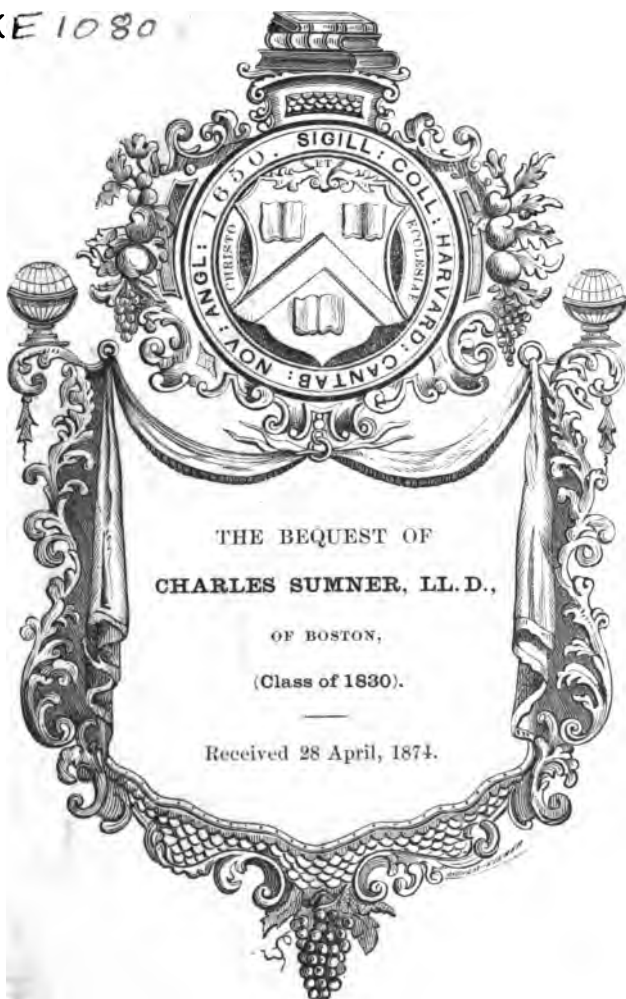 KE 1080
SIGILL: COLL: HARVARD: CANTAB: NOV: ANGL: 1650.
ET
CHRISTO
ECCLESIAE
THE BEQUEST OF
CHARLES SUMNER, LL.D.,
OF BOSTON,
(Class of 1830).
Received 28 April, 1874.